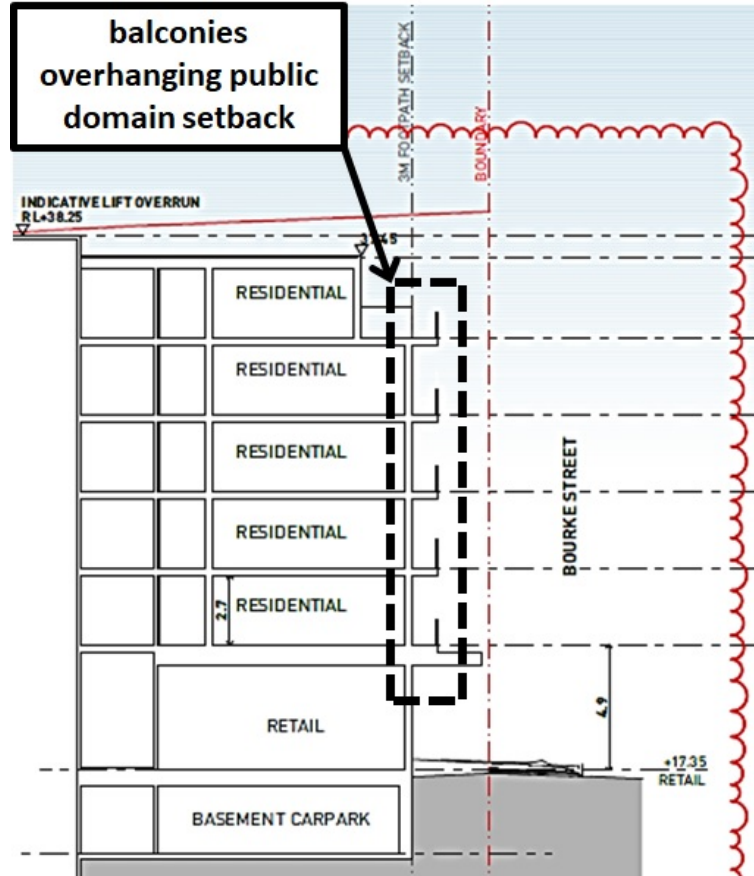 balconies
overhanging public
domain setback
3M FOOTPATH SETBACK
BOUNDARY
INDICATIVE LIFT OVERRUN
RL+38.25
RESIDENTIAL
RESIDENTIAL
RESIDENTIAL
RESIDENTIAL
RESIDENTIAL
2.7
BOURKE STREET
RETAIL
4.9
+17.35
RETAIL
BASEMENT CARPARK